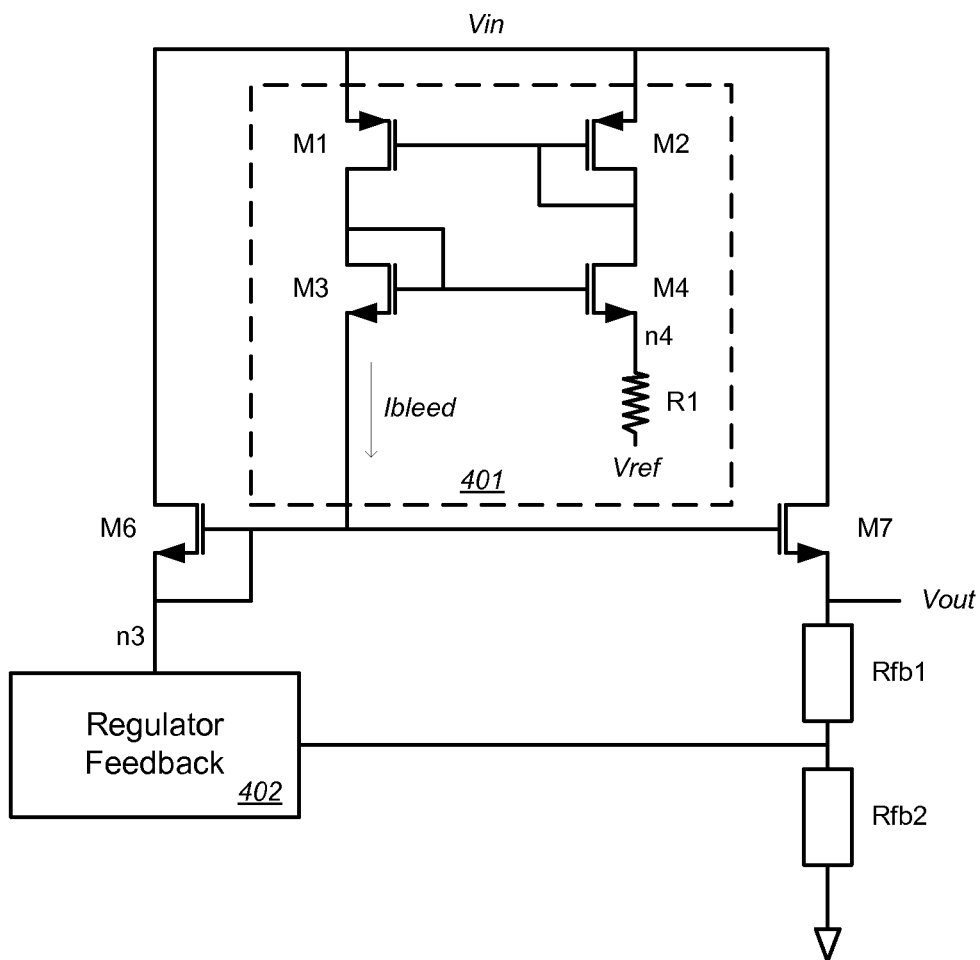 Vin
M1
M2
M3
M4
n4
Ibleed
R1
Vref
401
M6
M7
Vout
n3
Rfb1
Regulator
Feedback
402
Rfb2